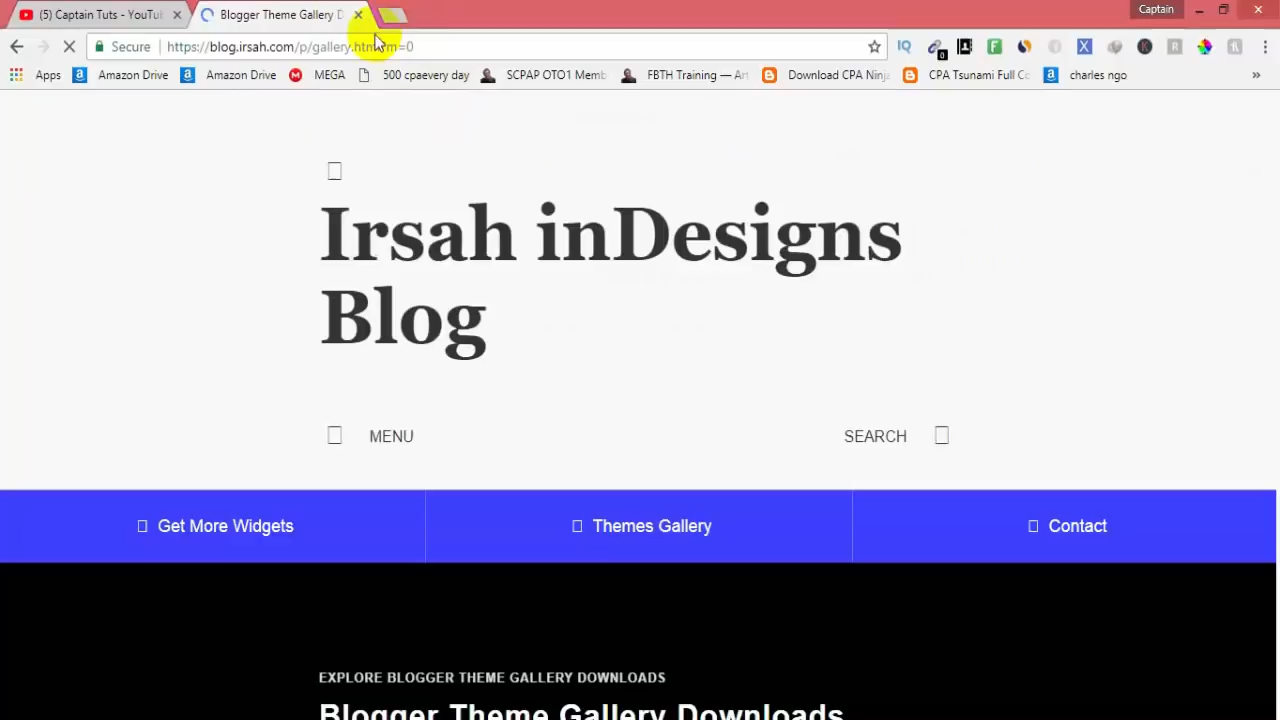 (5) Captain Tuts - YouTu
Blogger Theme Gallery D
Captain
Secure
https://blog.irsah.com/p/gallery.htm
=0
Apps
Amazon Drive
Amazon Drive
MEGA
500 cpaevery day
SCPAP OTO1 Memb
FBTH Training — Ar
Download CPA Ninja
CPA Tsunami Full Co
charles ngo
»
Irsah inDesigns
Blog
MENU
SEARCH
Get More Widgets
Themes Gallery
Contact
EXPLORE BLOGGER THEME GALLERY DOWNLOADS
Blogger Theme Gallery Downloads